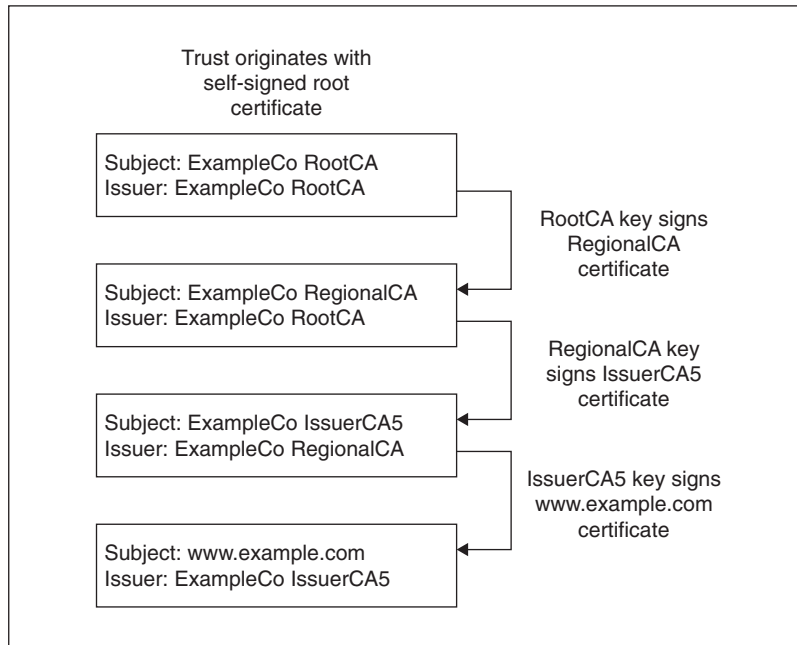 Trust originates with
self-signed root
certificate
Subject: ExampleCo RootCA
Issuer: ExampleCo RootCA
RootCA key signs
RegionalCA
certificate
Subject: ExampleCo RegionalCA
Issuer: ExampleCo RootCA
RegionalCA key
signs IssuerCA5
certificate
Subject: ExampleCo IssuerCA5
Issuer: ExampleCo RegionalCA
IssuerCA5 key signs
www.example.com
certificate
Subject: www.example.com
Issuer: ExampleCo IssuerCA5